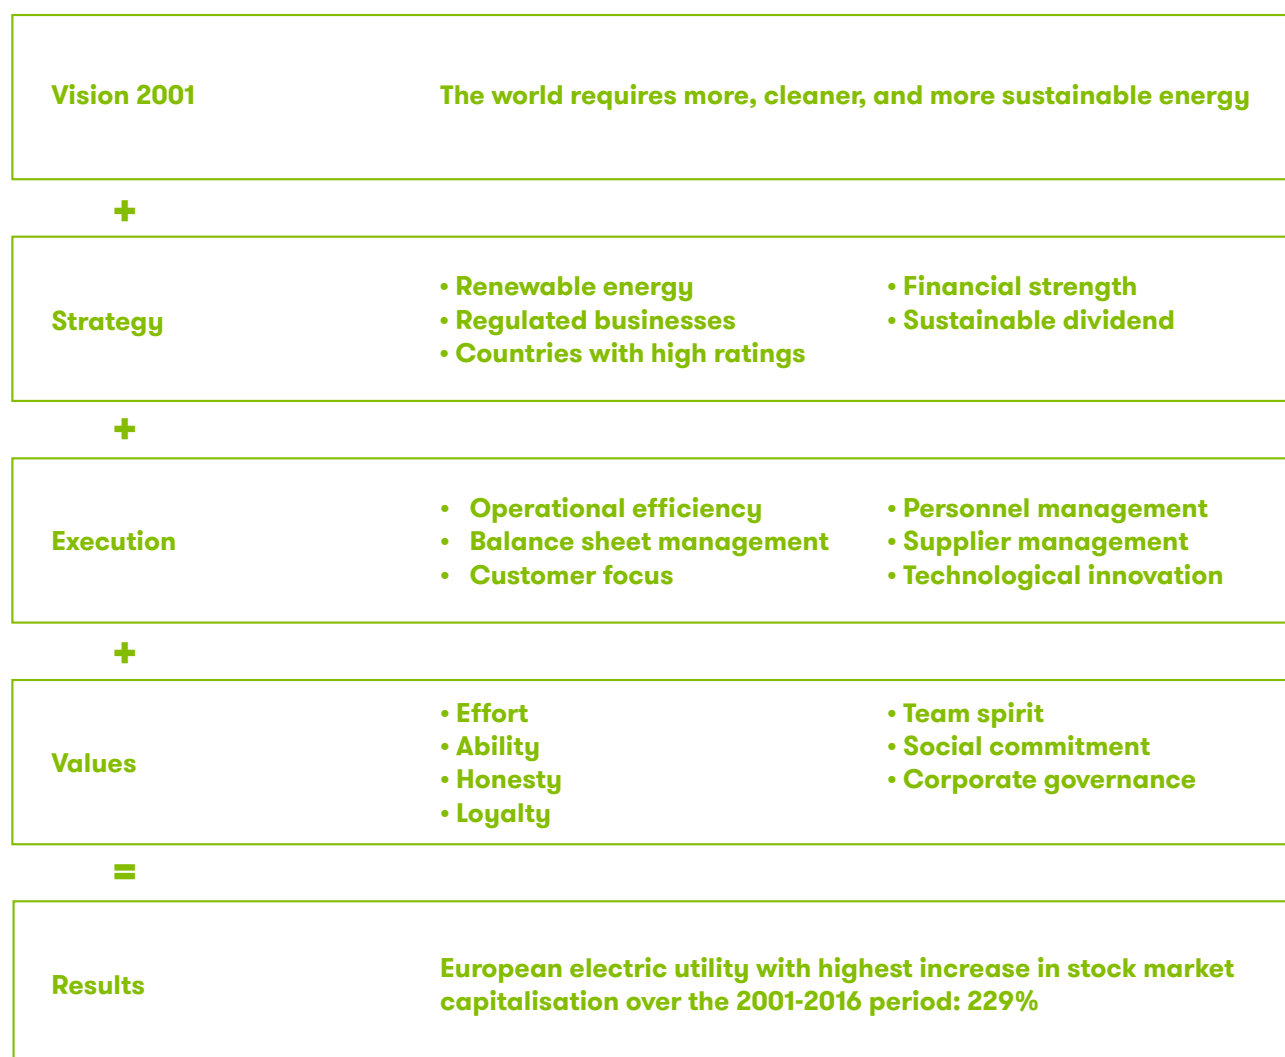 Vision 2001
The world requires more, cleaner, and more sustainable energy
+
Strategy
• Renewable energy
• Regulated businesses
• Countries with high ratings
• Financial strength
• Sustainable dividend
+
Execution
• Operational efficiency
• Balance sheet management
• Customer focus
• Personnel management
• Supplier management
• Technological innovation
+
Values
• Effort
• Ability
• Honesty
• Loyalty
• Team spirit
• Social commitment
• Corporate governance
=
Results
European electric utility with highest increase in stock market
capitalisation over the 2001-2016 period: 229%